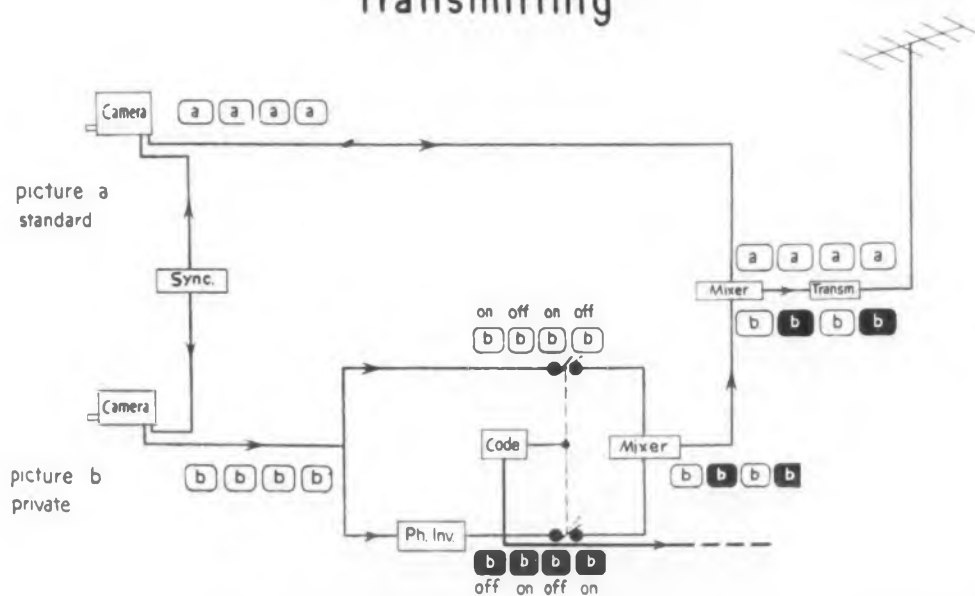 Transmitting
Camera
a a a a
picture a
standard
Sync.
a a a a
Mixer
Transm
b b b b
on off on off
b b b b
Camera
Code
Mixer
picture b
private
b b b b
b b b b
Ph. Inv.
b b b b
off on off on